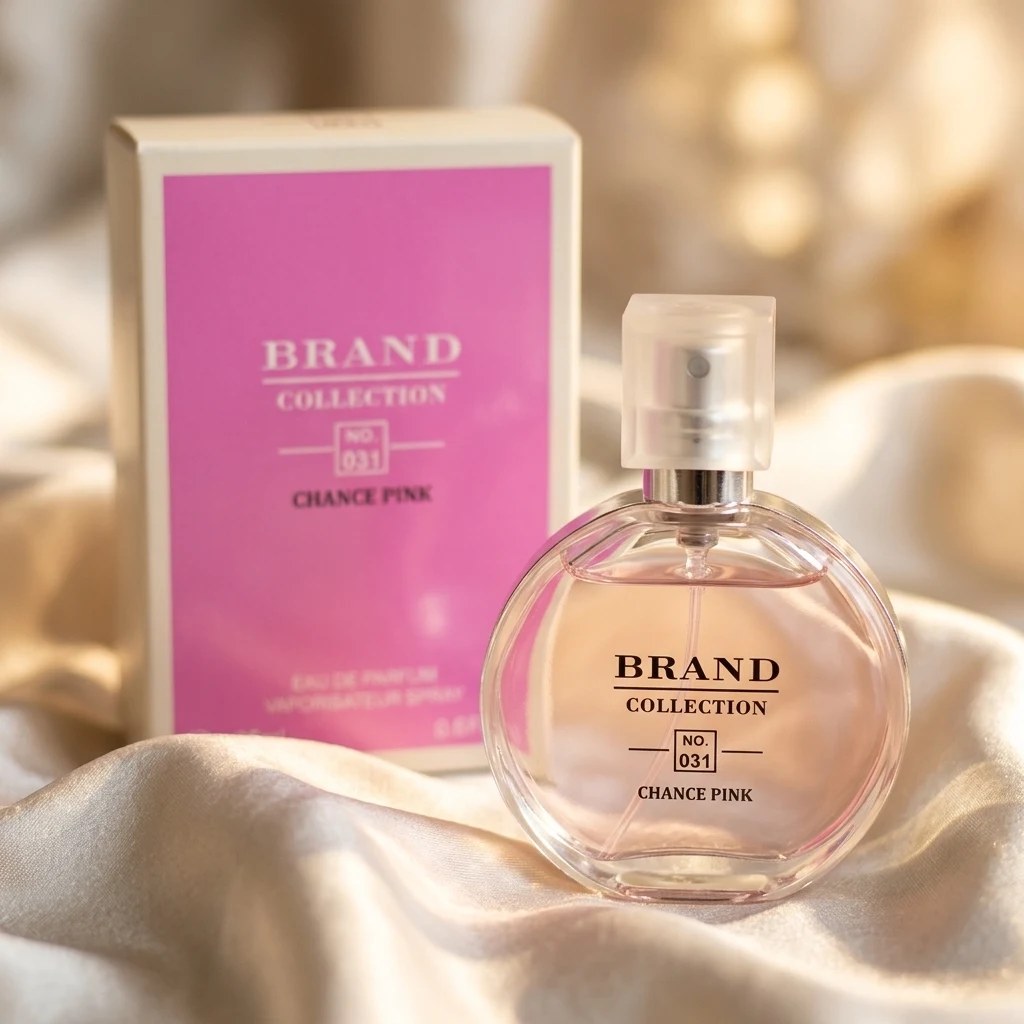 BRAND
COLLECTION
NO.
031
CHANCE PINK
EAU DE PARFUM
VAPORISATEUR SPRAY
BRAND
COLLECTION
NO.
031
CHANCE PINK